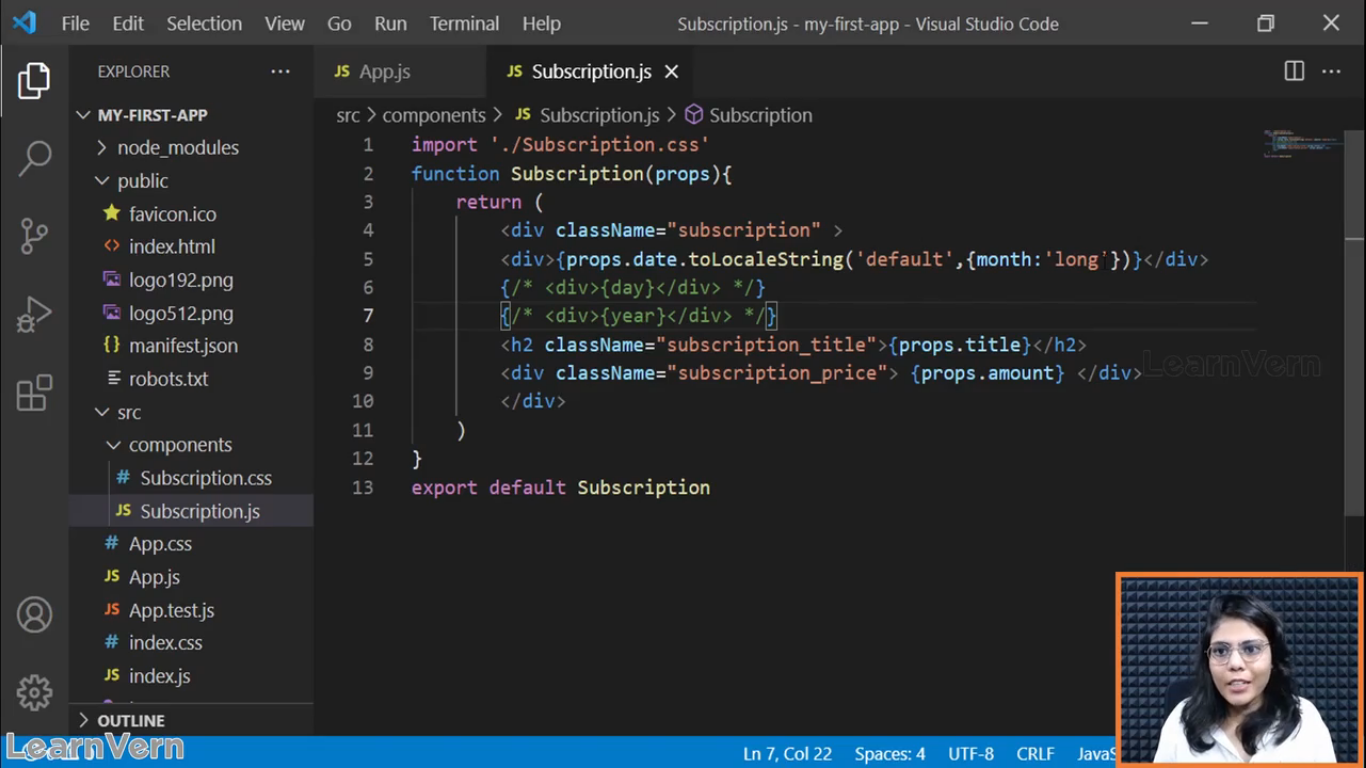 File Edit Selection View Go Run Terminal Help Subscription.js - my-first-app - Visual Studio Code
EXPLORER
JS App.js
JS Subscription.js
MY-FIRST-APP
src > components > JS Subscription.js > Subscription
node_modules
public
favicon.ico
index.html
logo192.png
logo512.png
manifest.json
robots.txt
src
components
# Subscription.css
JS Subscription.js
# App.css
JS App.js
JS App.test.js
# index.css
JS index.js
OUTLINE
1 import './Subscription.css'
2 function Subscription(props){
3 return (
4 <div className="subscription" >
5 <div>{props.date.toLocaleString('default',{month:'long'})}</div>
6 {/* <div>{day}</div> */}
7 {/* <div>{year}</div> */}
8 <h2 className="subscription_title">{props.title}</h2>
9 <div className="subscription_price"> {props.amount} </div>
10 </div>
11 )
12 }
13 export default Subscription
LearnVern
LearnVern
Ln 7, Col 22 Spaces: 4 UTF-8 CRLF JavaS